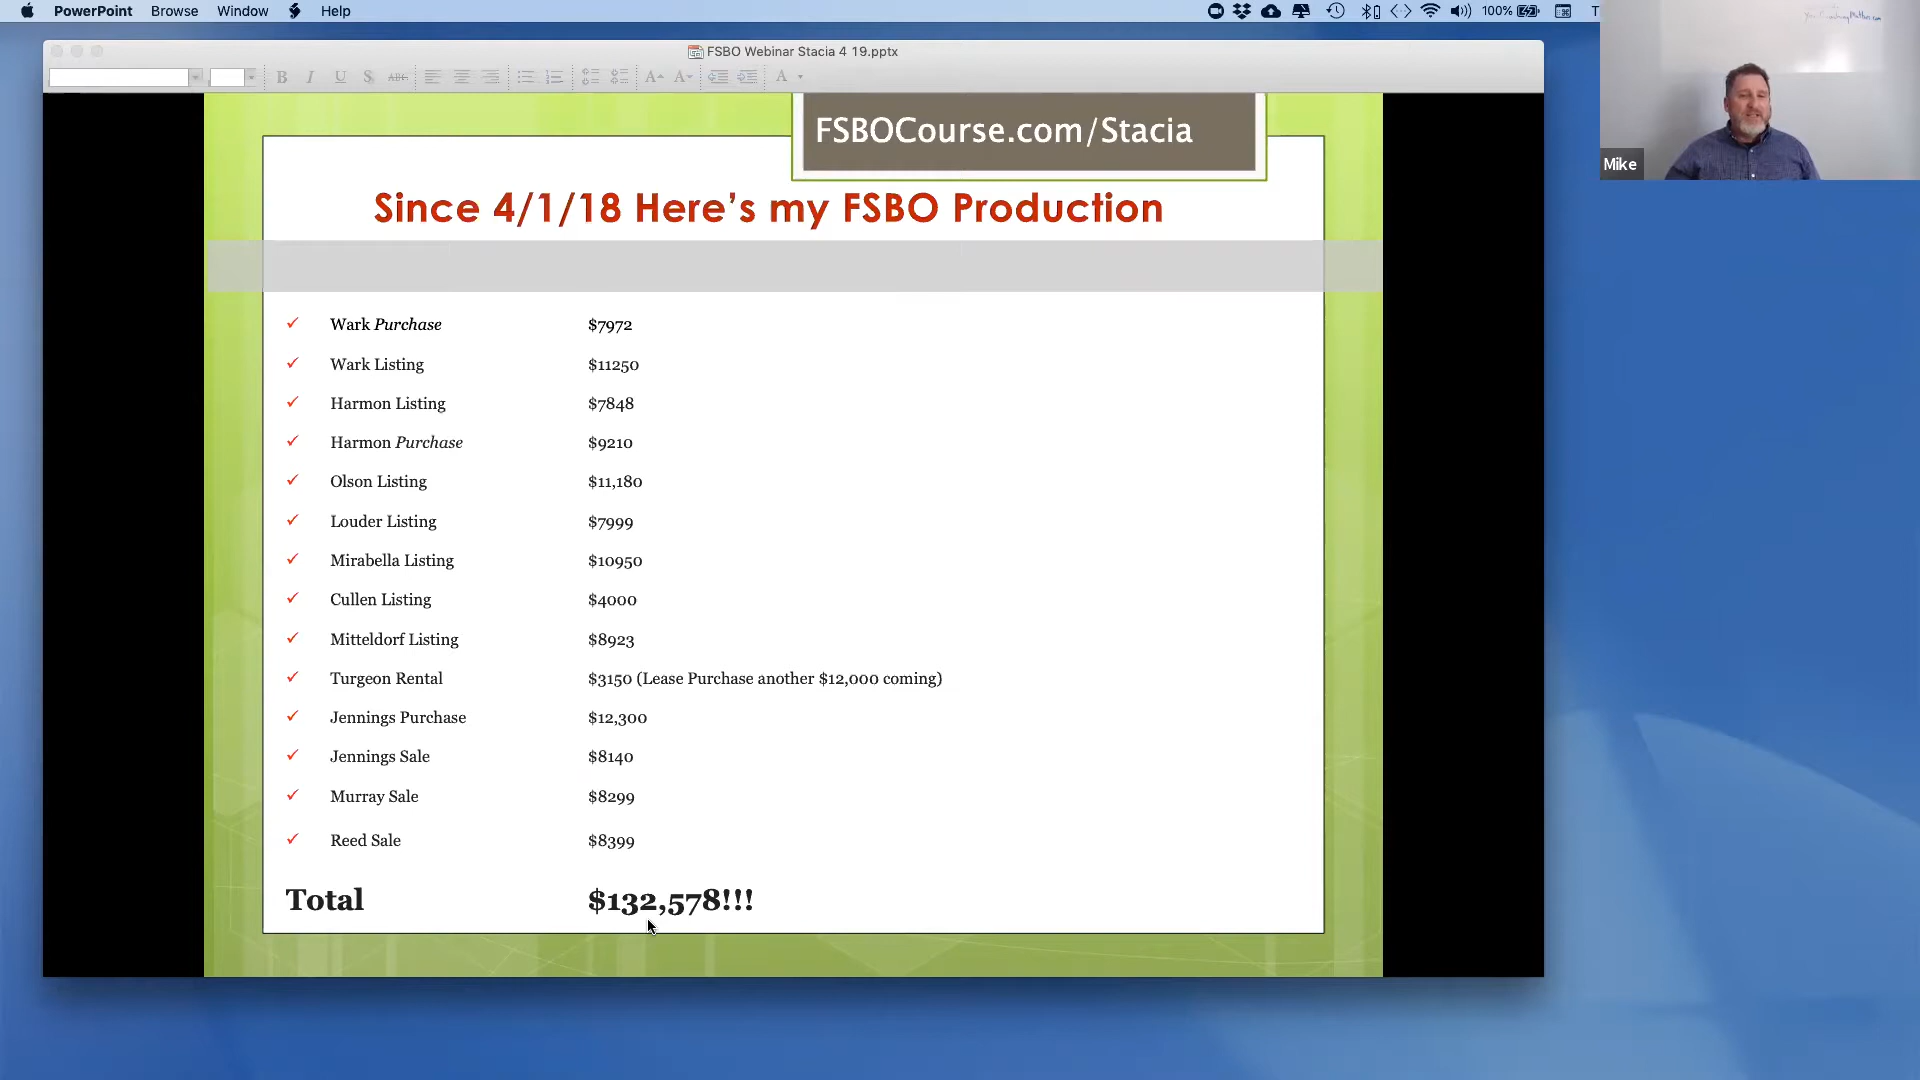 PowerPoint Browse Window Help 100% T
FSBO Webinar Stacia 4 19.pptx
B I U S ABC A A A
FSBOCourse.com/Stacia
Since 4/1/18 Here's my FSBO Production
Mike
✓ Wark Purchase $7972
✓ Wark Listing $11250
✓ Harmon Listing $7848
✓ Harmon Purchase $9210
✓ Olson Listing $11,180
✓ Louder Listing $7999
✓ Mirabella Listing $10950
✓ Cullen Listing $4000
✓ Mitteldorf Listing $8923
✓ Turgeon Rental $3150 (Lease Purchase another $12,000 coming)
✓ Jennings Purchase $12,300
✓ Jennings Sale $8140
✓ Murray Sale $8299
✓ Reed Sale $8399
Total $132,578!!!